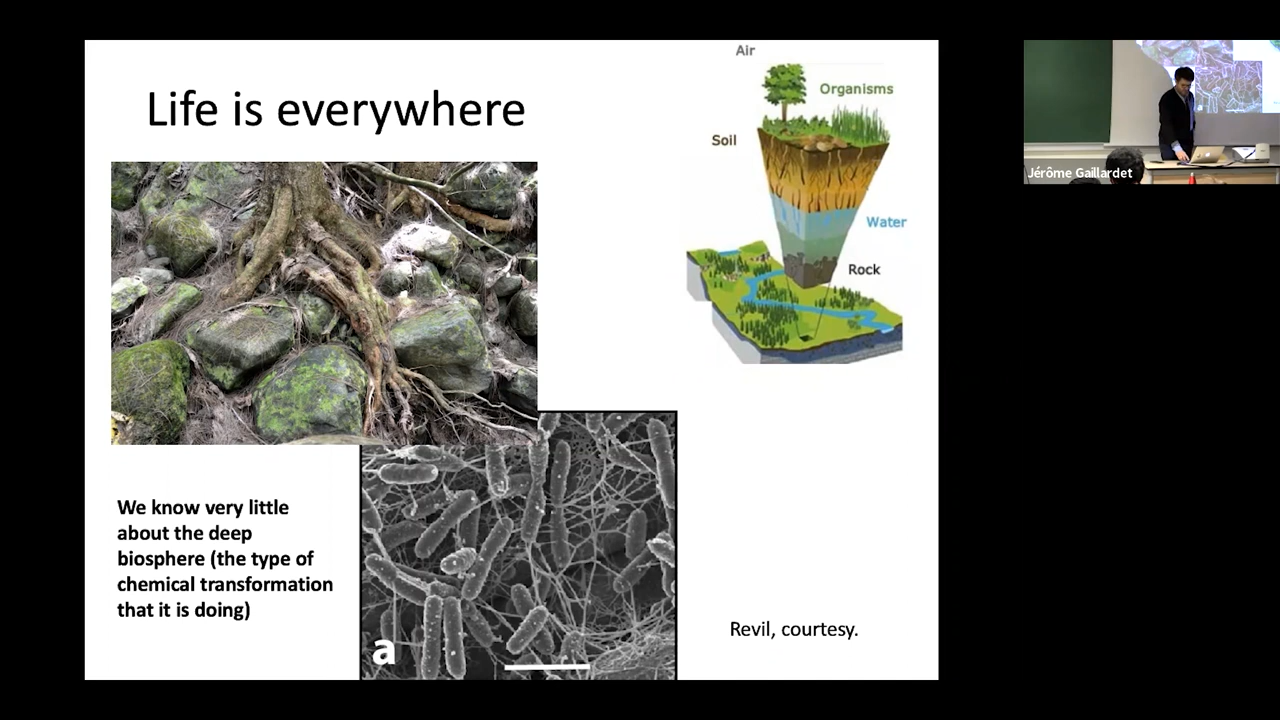 Life is everywhere
Air
Organisms
Soil
Water
Rock
Jérôme Gaillardet
We know very little
about the deep
biosphere (the type of
chemical transformation
that it is doing)
a
Revil, courtesy.